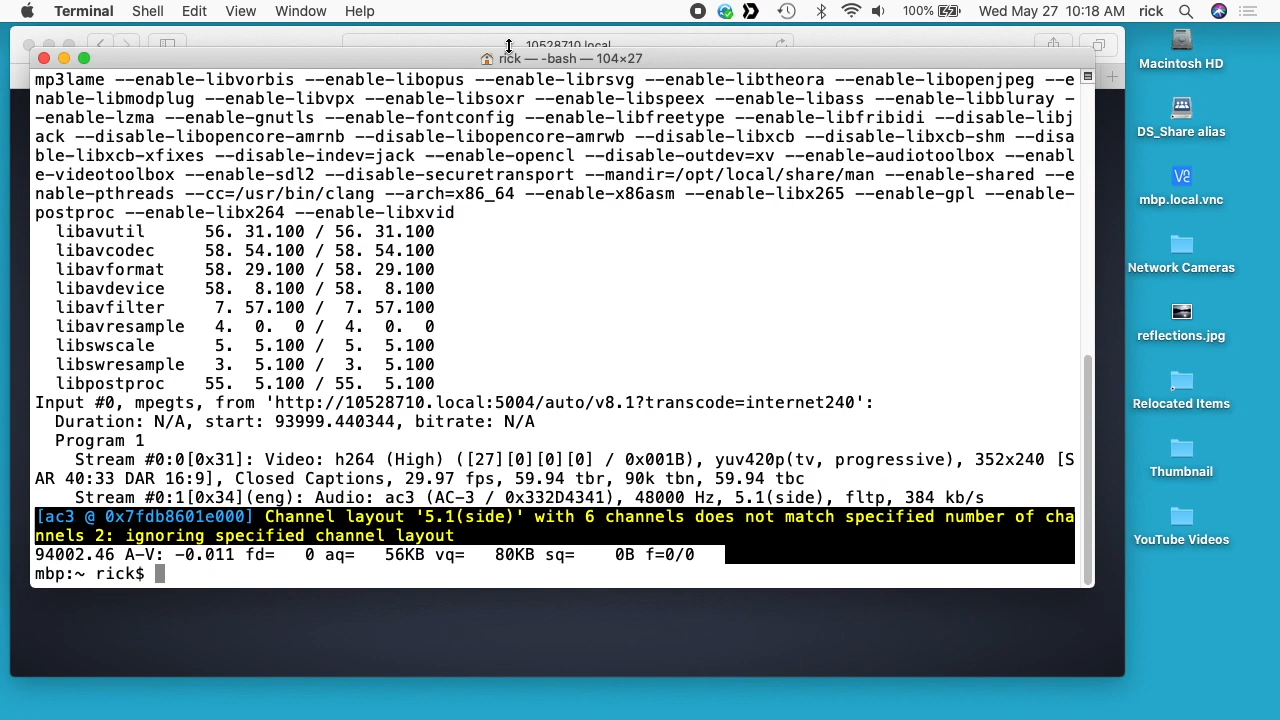 Terminal Shell Edit View Window Help 100% Wed May 27 10:18 AM rick
10528710.local
rick — -bash — 104×27
mp3lame --enable-libvorbis --enable-libopus --enable-librsvg --enable-libtheora --enable-libopenjpeg --e
nable-libmodplug --enable-libvpx --enable-libsoxr --enable-libspeex --enable-libass --enable-libbluray -
-enable-lzma --enable-gnutls --enable-fontconfig --enable-libfreetype --enable-libfribidi --disable-libj
ack --disable-libopencore-amrnb --disable-libopencore-amrwb --disable-libxcb --disable-libxcb-shm --disa
ble-libxcb-xfixes --disable-indev=jack --enable-opencl --disable-outdev=xv --enable-audiotoolbox --enabl
e-videotoolbox --enable-sdl2 --disable-securetransport --mandir=/opt/local/share/man --enable-shared --e
nable-pthreads --cc=/usr/bin/clang --arch=x86_64 --enable-x86asm --enable-libx265 --enable-gpl --enable-
postproc --enable-libx264 --enable-libxvid
libavutil 56. 31.100 / 56. 31.100
libavcodec 58. 54.100 / 58. 54.100
libavformat 58. 29.100 / 58. 29.100
libavdevice 58. 8.100 / 58. 8.100
libavfilter 7. 57.100 / 7. 57.100
libavresample 4. 0. 0 / 4. 0. 0
libswscale 5. 5.100 / 5. 5.100
libswresample 3. 5.100 / 3. 5.100
libpostproc 55. 5.100 / 55. 5.100
Input #0, mpegts, from 'http://10528710.local:5004/auto/v8.1?transcode=internet240':
Duration: N/A, start: 93999.440344, bitrate: N/A
Program 1
Stream #0:0[0x31]: Video: h264 (High) ([27][0][0][0] / 0x001B), yuv420p(tv, progressive), 352x240 [S
AR 40:33 DAR 16:9], Closed Captions, 29.97 fps, 59.94 tbr, 90k tbn, 59.94 tbc
Stream #0:1[0x34](eng): Audio: ac3 (AC-3 / 0x332D4341), 48000 Hz, 5.1(side), fltp, 384 kb/s
[ac3 @ 0x7fdb8601e000] Channel layout '5.1(side)' with 6 channels does not match specified number of cha
nnels 2: ignoring specified channel layout
94002.46 A-V: -0.011 fd= 0 aq= 56KB vq= 80KB sq= 0B f=0/0
mbp:~ rick$
Macintosh HD
DS_Share alias
V2
mbp.local.vnc
Network Cameras
reflections.jpg
Relocated Items
Thumbnail
YouTube Videos